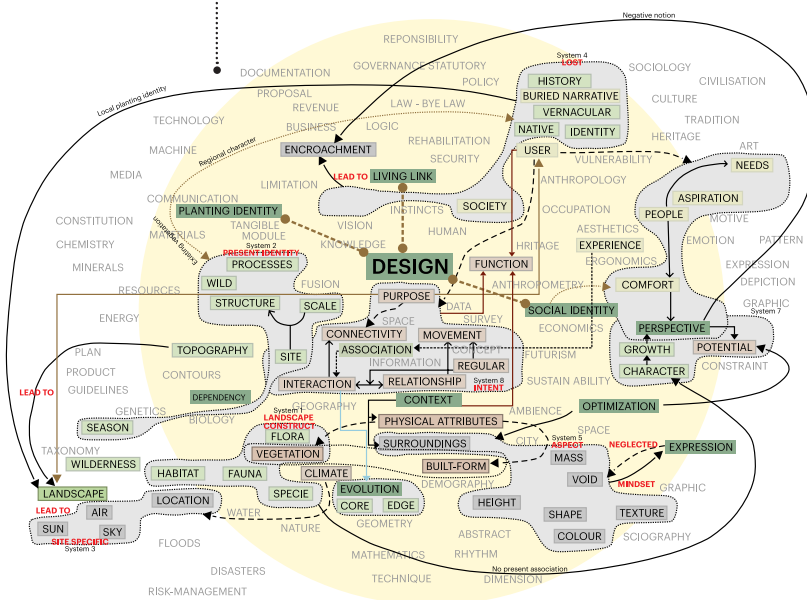 Negative notion
REPONSIBILITY
System 4
LOST
GOVERNANCE STATUTORY
SOCIOLOGY
DOCUMENTATION
HISTORY
CIVILISATION
POLICY
PROPOSAL
BURIED NARRATIVE
CULTURE
Local planting identity
REVENUE
LAW - BYE LAW
VERNACULAR
TRADITION
TECHNOLOGY
BUSINESS
LOGIC
NATIVE
IDENTITY
HERITAGE
REHABILITATION
MACHINE
ENCROACHMENT
USER
ART
Regional character
SECURITY
VULNERABILITY
NEEDS
MEDIA
LEAD TO
LIVING LINK
ANTHROPOLOGY
LIMITATION
COMMUNICATION
ASPIRATION
PLANTING IDENTITY
INSTINCTS
SOCIETY
OCCUPATION
PEOPLE
CONSTITUTION
TANGIBLE
VISION
MOTIVE
MATERIALS
MODULE
HUMAN
AESTHETICS
CHEMISTRY
Existing vegetation
System 2
KNOWLEDGE
HRITAGE
EXPERIENCE
EMOTION
PATTERN
PRESENT IDENTITY
MINERALS
PROCESSES
DESIGN
FUNCTION
ERGONOMICS
EXPRESSION
WILD
FUSION
ANTHROPOMETRY
COMFORT
DEPICTION
RESOURCES
STRUCTURE
SCALE
PURPOSE
DATA
SOCIAL IDENTITY
GRAPHIC
System 7
ENERGY
SPACE
SURVEY
ECONOMICS
PERSPECTIVE
CONNECTIVITY
MOVEMENT
PLAN
TOPOGRAPHY
SITE
ASSOCIATION
CONCEPT
FUTURISM
GROWTH
POTENTIAL
PRODUCT
CONTOURS
INFORMATION
REGULAR
CONSTRAINT
CHARACTER
LEAD TO
GUIDELINES
INTERACTION
RELATIONSHIP
System 8
INTENT
SUSTAIN ABILITY
DEPENDENCY
CONTEXT
GENETICS
BIOLOGY
GEOGRAPHY
OPTIMIZATION
SEASON
System 1
LANDSCAPE
CONSTRUCT
PHYSICAL ATTRIBUTES
AMBIENCE
SPACE
FLORA
SURROUNDINGS
CITY
System 5
ASPECT
NEGLECTED
EXPRESSION
TAXONOMY
VEGETATION
MASS
WILDERNESS
HABITAT
FAUNA
CLIMATE
BUILT-FORM
VOID
DEMOGRAPHY
MINDSET
GRAPHIC
LANDSCAPE
LOCATION
SPECIE
EVOLUTION
CORE
EDGE
HEIGHT
LEAD TO
AIR
WATER
SHAPE
TEXTURE
SUN
SKY
NATURE
GEOMETRY
ABSTRACT
COLOUR
SCIOGRAPHY
SITE SPECIFIC
System 3
FLOODS
MATHEMATICS
RHYTHM
DISASTERS
No present association
TECHNIQUE
DIMENSION
RISK-MANAGEMENT